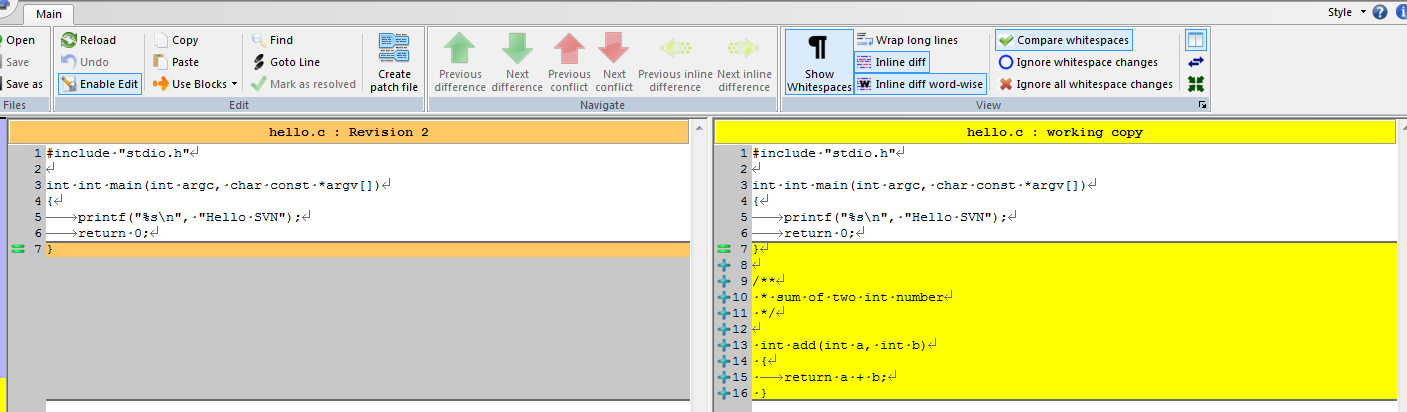 Main
Style
Open
Save
Save as
Files
Reload
Undo
Enable Edit
Copy
Paste
Use Blocks
Find
Goto Line
Mark as resolved
Create patch file
Edit
Previous difference
Next difference
Previous conflict
Next conflict
Previous inline difference
Next inline difference
Navigate
Show Whitespaces
Wrap long lines
Inline diff
Inline diff word-wise
Compare whitespaces
Ignore whitespace changes
Ignore all whitespace changes
View
hello.c : Revision 2
1 #include "stdio.h"
2
3 int int main(int argc, char const *argv[])
4 {
5 printf("%s\n", "Hello SVN");
6 return 0;
7 }
hello.c : working copy
1 #include "stdio.h"
2
3 int int main(int argc, char const *argv[])
4 {
5 printf("%s\n", "Hello SVN");
6 return 0;
7 }
8
9 /**
10 * sum of two int number
11 */
12
13 int add(int a, int b)
14 {
15 return a + b;
16 }